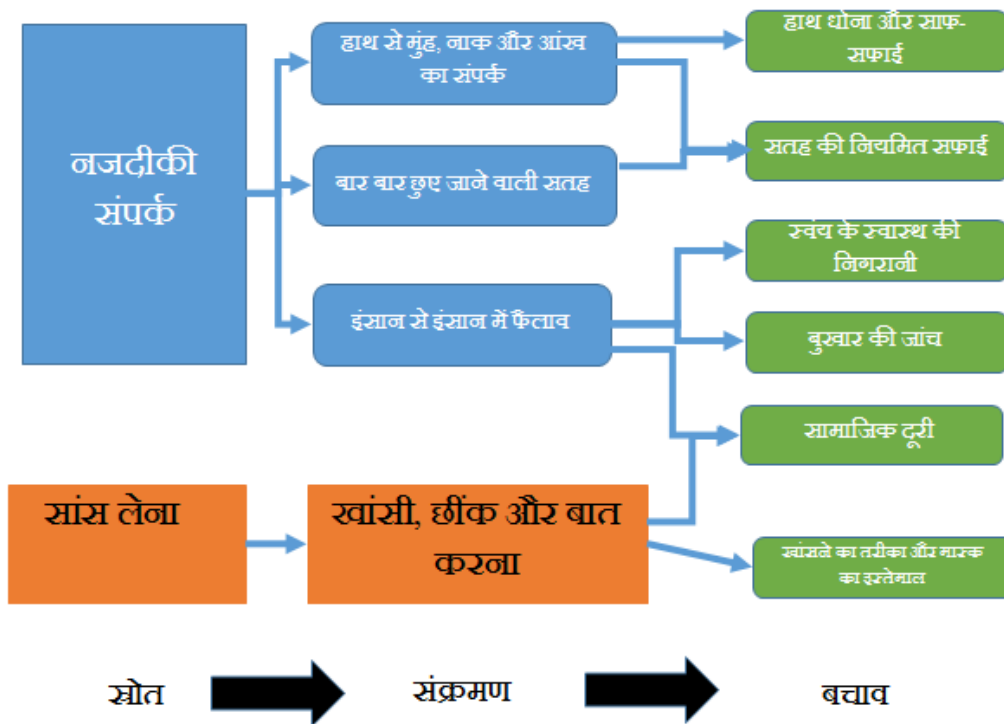 नजदीकी
संपर्क
हाथ से मुंह, नाक और आंख
का संपर्क
बार बार छुए जाने वाली सतह
इंसान से इंसान में फैलाव
हाथ धोना और साफ-
सफाई
सतह की नियमित सफाई
स्वंय के स्वास्थ की
निगरानी
बुखार की जांच
सामाजिक दूरी
सांस लेना
खांसी, छींक और बात
करना
खांसने का तरीका और मास्क
का इस्तेमाल
स्रोत
संक्रमण
बचाव